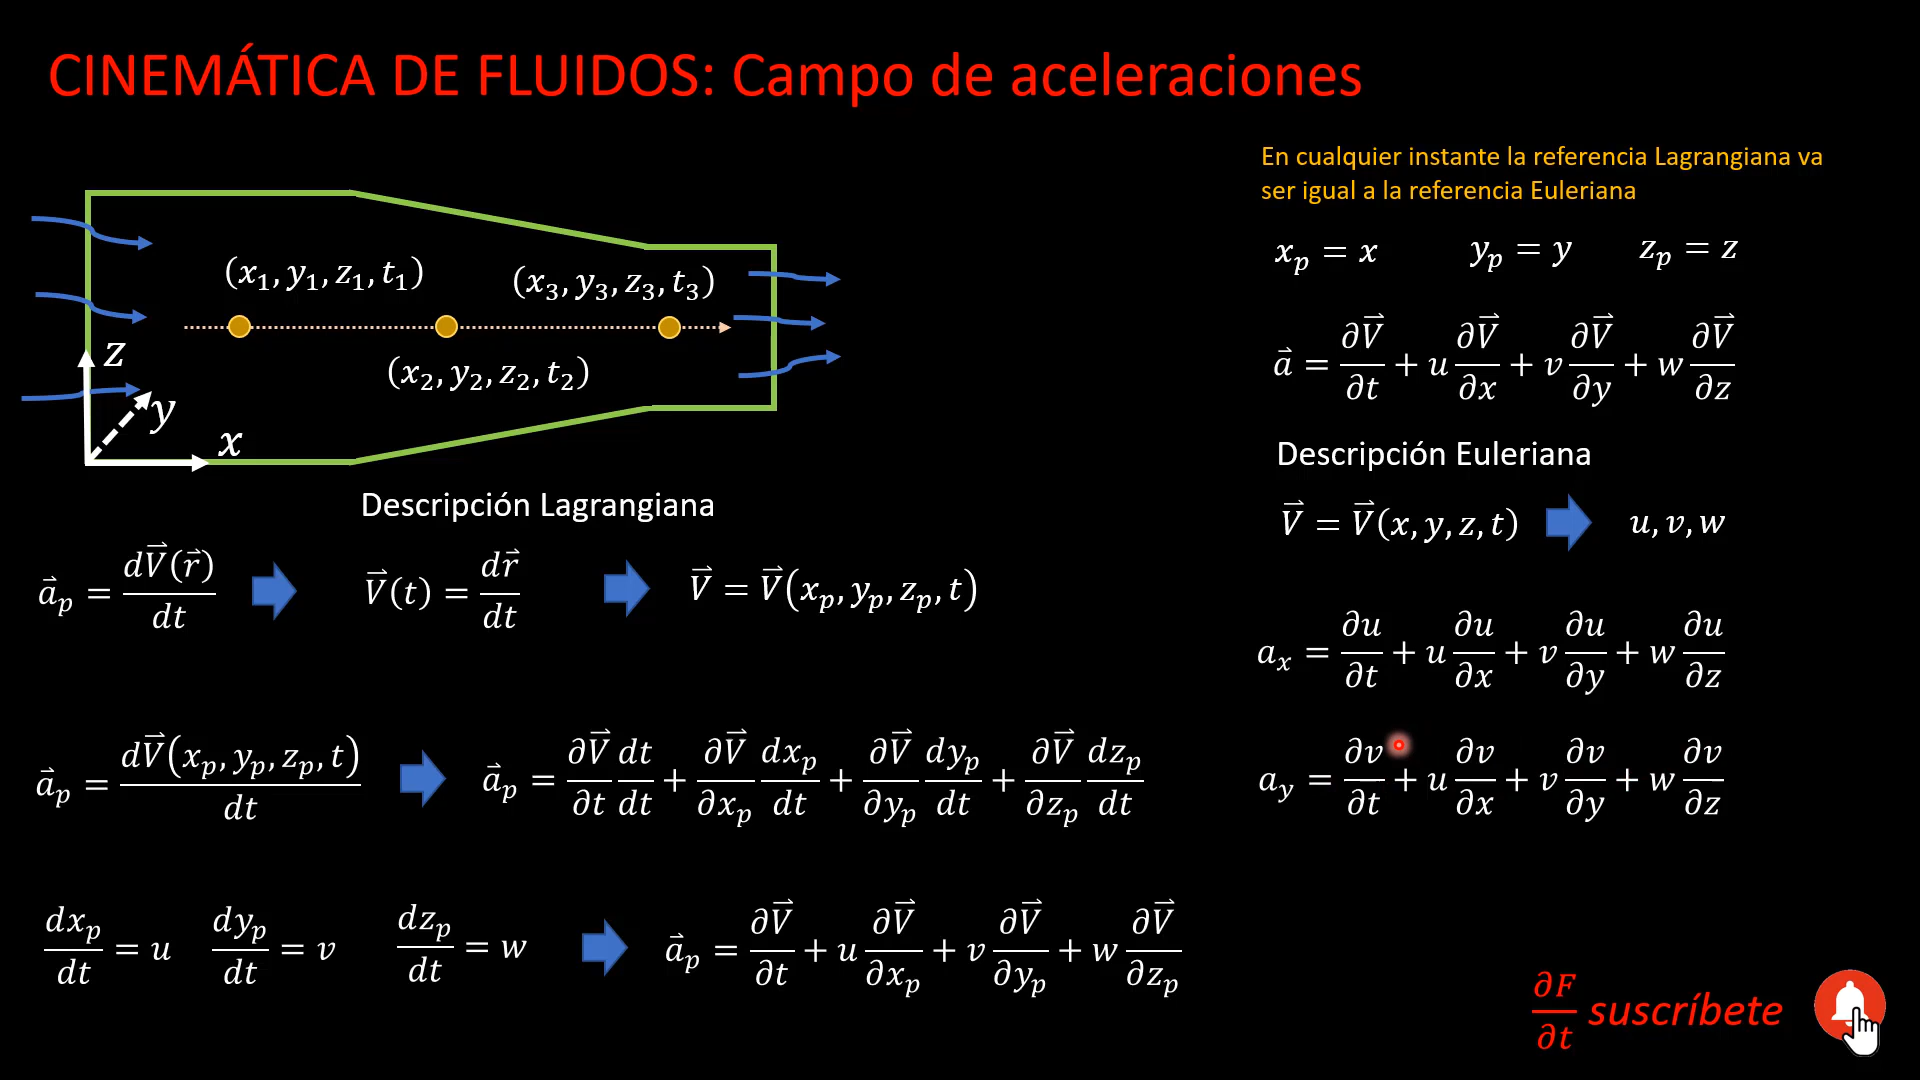 CINEMÁTICA DE FLUIDOS: Campo de aceleraciones
(x₁, y₁, z₁, t₁)
(x₃, y₃, z₃, t₃)
(x₂, y₂, z₂, t₂)
z
y
x
Descripción Lagrangiana
a⃗ₚ = dV⃗(r⃗)/dt
V⃗(t) = dr⃗/dt
V⃗ = V⃗(xₚ, yₚ, zₚ, t)
a⃗ₚ = dV⃗(xₚ, yₚ, zₚ, t)/dt
a⃗ₚ = ∂V⃗/∂t dt/dt + ∂V⃗/∂xₚ dxₚ/dt + ∂V⃗/∂yₚ dyₚ/dt + ∂V⃗/∂zₚ dzₚ/dt
dxₚ/dt = u
dyₚ/dt = v
dzₚ/dt = w
a⃗ₚ = ∂V⃗/∂t + u ∂V⃗/∂xₚ + v ∂V⃗/∂yₚ + w ∂V⃗/∂zₚ
En cualquier instante la referencia Lagrangiana va
ser igual a la referencia Euleriana
xₚ = x
yₚ = y
zₚ = z
a⃗ = ∂V⃗/∂t + u ∂V⃗/∂x + v ∂V⃗/∂y + w ∂V⃗/∂z
Descripción Euleriana
V⃗ = V⃗(x, y, z, t)
u, v, w
aₓ = ∂u/∂t + u ∂u/∂x + v ∂u/∂y + w ∂u/∂z
a_y = ∂v/∂t + u ∂v/∂x + v ∂v/∂y + w ∂v/∂z
∂F/∂t suscríbete